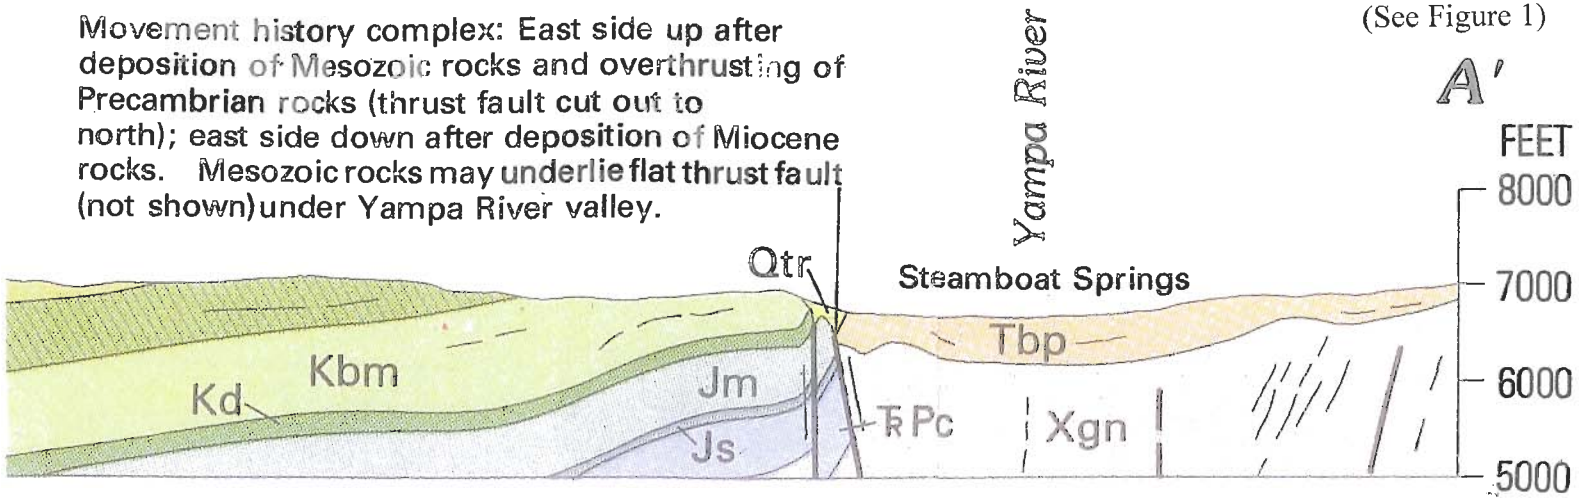 Movement history complex: East side up after
deposition of Mesozoic rocks and overthrusting of
Precambrian rocks (thrust fault cut out to
north); east side down after deposition of Miocene
rocks. Mesozoic rocks may underlie flat thrust fault
(not shown) under Yampa River valley.
Yampa River
(See Figure 1)
A'
FEET
8000
Qtr
Steamboat Springs
7000
Tbp
Kbm
Jm
6000
Kd
ᵀRPc
Xgn
Js
5000